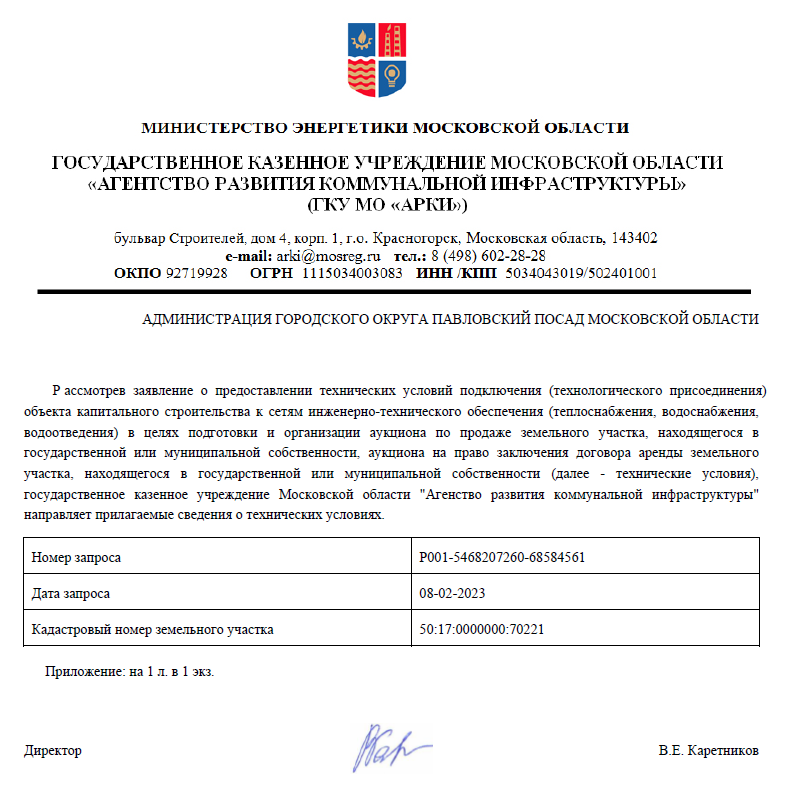 МИНИСТЕРСТВО ЭНЕРГЕТИКИ МОСКОВСКОЙ ОБЛАСТИ
ГОСУДАРСТВЕННОЕ КАЗЕННОЕ УЧРЕЖДЕНИЕ МОСКОВСКОЙ ОБЛАСТИ
«АГЕНТСТВО РАЗВИТИЯ КОММУНАЛЬНОЙ ИНФРАСТРУКТУРЫ»
(ГКУ МО «АРКИ»)
бульвар Строителей, дом 4, корп. 1, г.о. Красногорск, Московская область, 143402
e-mail: arki@mosreg.ru тел.: 8 (498) 602-28-28
ОКПО 92719928 ОГРН 1115034003083 ИНН /КПП 5034043019/502401001
АДМИНИСТРАЦИЯ ГОРОДСКОГО ОКРУГА ПАВЛОВСКИЙ ПОСАД МОСКОВСКОЙ ОБЛАСТИ
Р ассмотрев заявление о предоставлении технических условий подключения (технологического присоединения)
объекта капитального строительства к сетям инженерно-технического обеспечения (теплоснабжения, водоснабжения,
водоотведения) в целях подготовки и организации аукциона по продаже земельного участка, находящегося в
государственной или муниципальной собственности, аукциона на право заключения договора аренды земельного
участка, находящегося в государственной или муниципальной собственности (далее - технические условия),
государственное казенное учреждение Московской области "Агенство развития коммунальной инфраструктуры"
направляет прилагаемые сведения о технических условиях.
Номер запроса P001-5468207260-68584561
Дата запроса 08-02-2023
Кадастровый номер земельного участка 50:17:0000000:70221
Приложение: на 1 л. в 1 экз.
Директор В.Е. Каретников